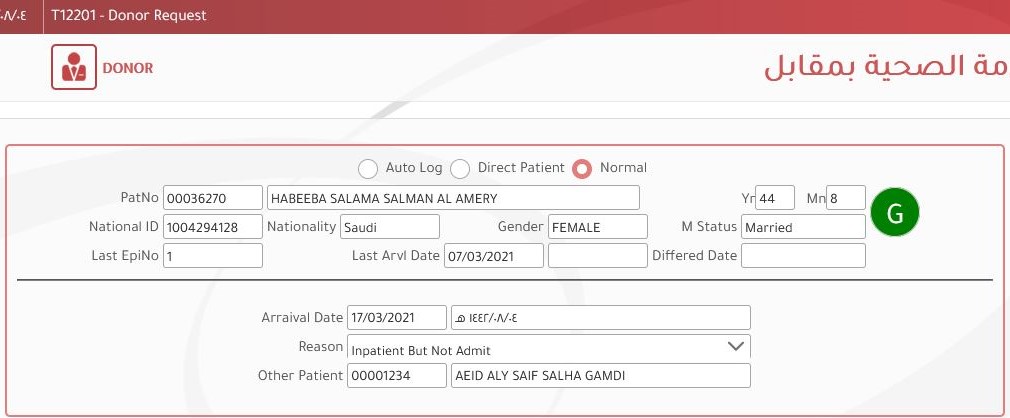 ٠/٨/٠٤ T12201 - Donor Request
DONOR
مة الصحية بمقابل
Auto Log Direct Patient Normal
PatNo 00036270 HABEEBA SALAMA SALMAN AL AMERY Yr 44 Mn 8
G
National ID 1004294128 Nationality Saudi Gender FEMALE M Status Married
Last EpiNo 1 Last Arvl Date 07/03/2021 Differed Date
Arraival Date 17/03/2021 ١٤٤٢/٠٨/٠٤ هـ
Reason Inpatient But Not Admit
Other Patient 00001234 AEID ALY SAIF SALHA GAMDI